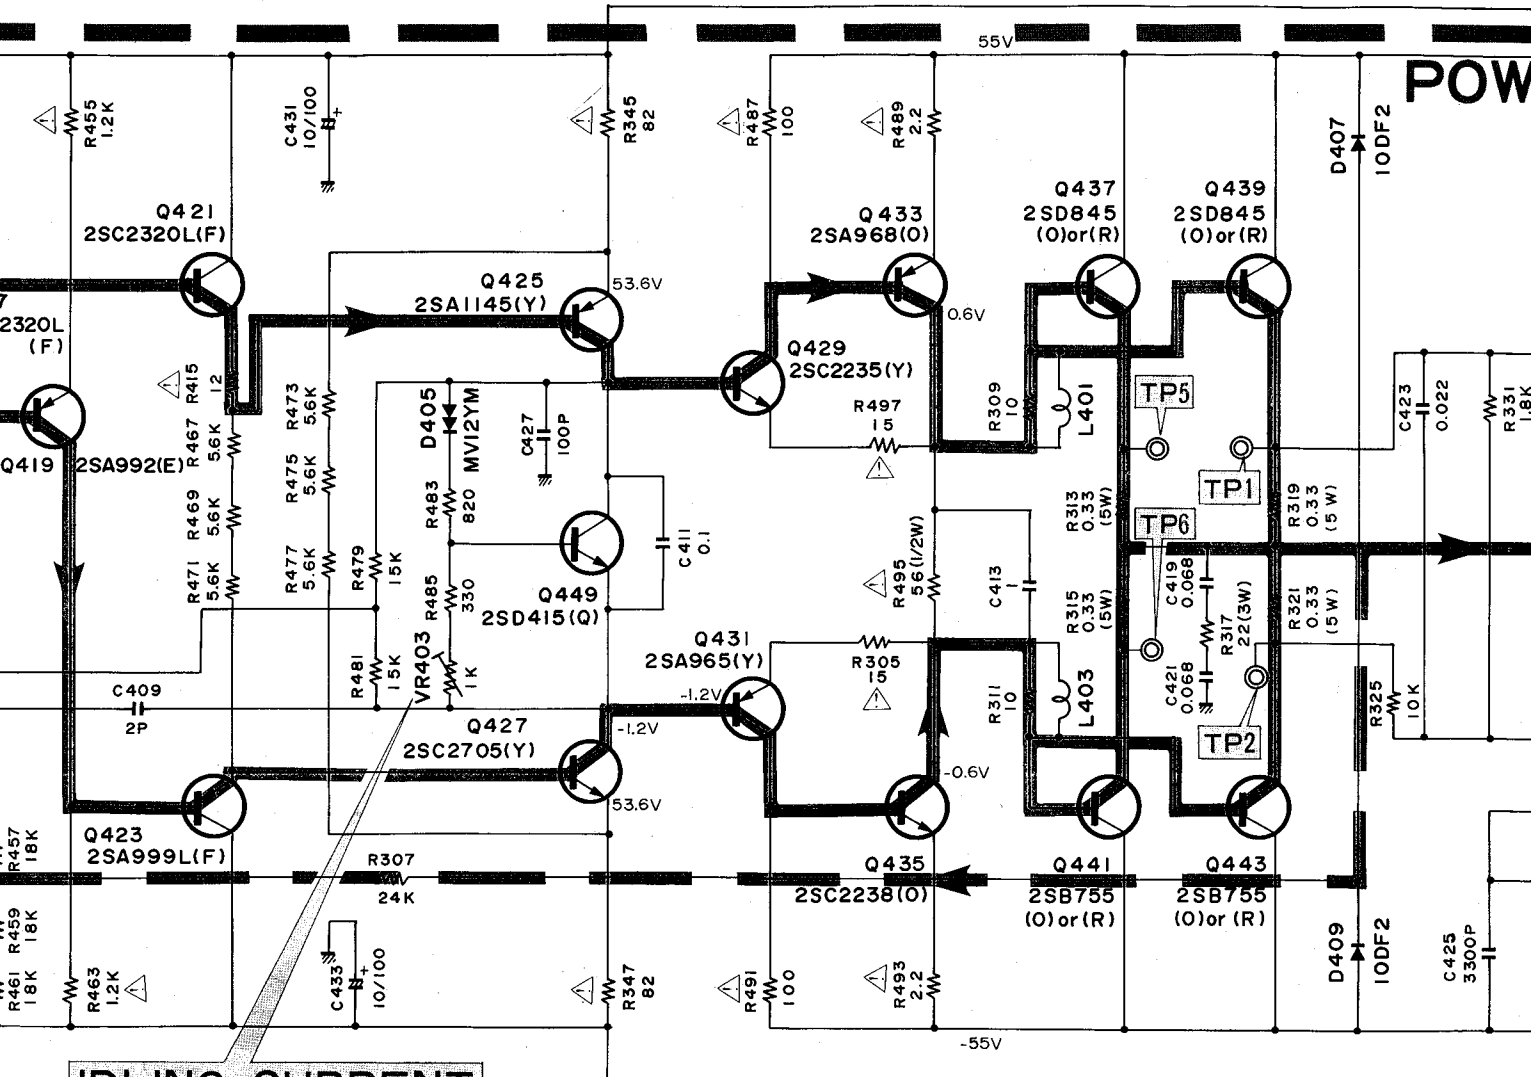 55V
POW
R455
1.2K
C431
10/100
+
R345
82
R487
100
R489
2.2
D407
10DF2
Q421
2SC2320L(F)
Q425
2SA1145(Y)
53.6V
Q433
2SA968(O)
Q437
2SD845
(O)or(R)
Q439
2SD845
(O)or(R)
7
2320L
(F)
R415
12
0.6V
Q429
2SC2235(Y)
R473
5.6K
D405
MV12YM
C427
100P
R497
15
R309
10
L401
TP5
TP1
C423
0.022
R331
1.8K
Q419
2SA992(E)
R467
5.6K
R475
5.6K
R483
820
R469
5.6K
R313
0.33
(5W)
TP6
R319
0.33
(5W)
R471
5.6K
R477
5.6K
R479
15K
R485
330
Q449
2SD415(Q)
C411
0.1
R495
56(1/2W)
C413
1
R315
0.33
(5W)
C419
0.068
R317
22(3W)
R321
0.33
(5W)
C409
2P
R481
15K
VR403
1K
Q431
2SA965(Y)
-1.2V
R305
15
R311
10
L403
C421
0.068
TP2
R325
10K
Q427
2SC2705(Y)
-1.2V
53.6V
-0.6V
Q423
2SA999L(F)
R457
18K
R307
24K
Q435
2SC2238(O)
Q441
2SB755
(O)or(R)
Q443
2SB755
(O)or(R)
R459
18K
R461
18K
R463
1.2K
C433
10/100
+
R347
82
R491
100
R493
2.2
D409
10DF2
C425
3300P
-55V
IDLING CURRENT